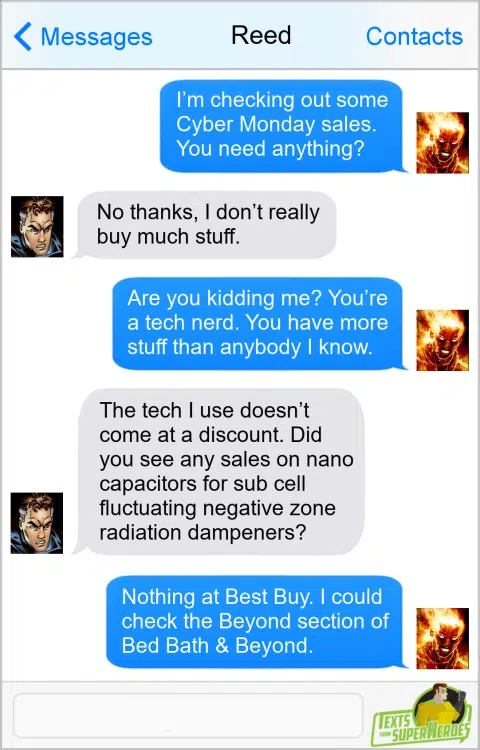 Messages
Reed
Contacts
I’m checking out some
Cyber Monday sales.
You need anything?
No thanks, I don’t really
buy much stuff.
Are you kidding me? You’re
a tech nerd. You have more
stuff than anybody I know.
The tech I use doesn’t
come at a discount. Did
you see any sales on nano
capacitors for sub cell
fluctuating negative zone
radiation dampeners?
Nothing at Best Buy. I could
check the Beyond section of
Bed Bath & Beyond.
TEXTS
FROM SUPERHEROES